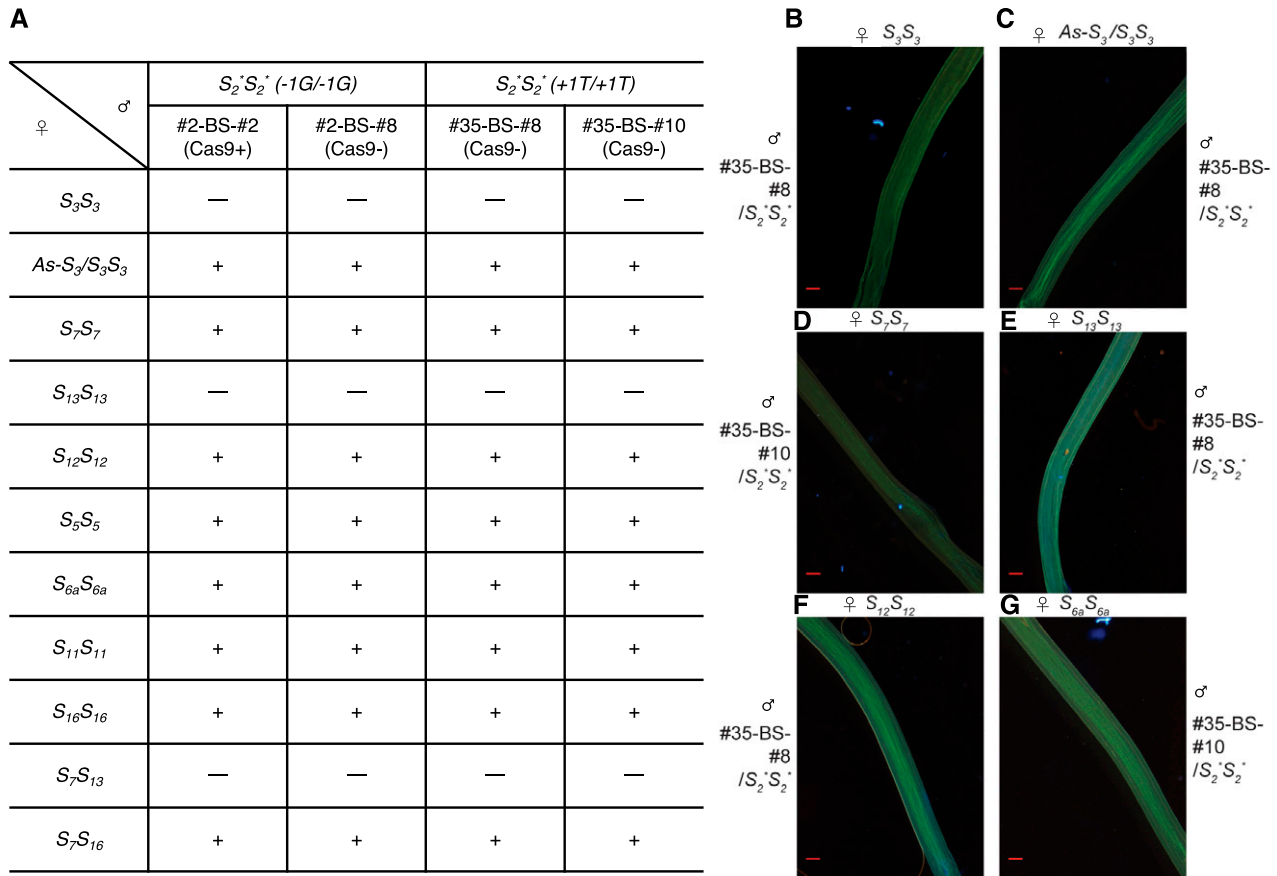 A
♂
♀
S₂*S₂* (-1G/-1G)
S₂*S₂* (+1T/+1T)
#2-BS-#2
(Cas9+)
#2-BS-#8
(Cas9-)
#35-BS-#8
(Cas9-)
#35-BS-#10
(Cas9-)
S₃S₃ — — — —
As-S₃/S₃S₃ + + + +
S₇S₇ + + + +
S₁₃S₁₃ — — — —
S₁₂S₁₂ + + + +
S₅S₅ + + + +
S₆ₐS₆ₐ + + + +
S₁₁S₁₁ + + + +
S₁₆S₁₆ + + + +
S₇S₁₃ — — — —
S₇S₁₆ + + + +
B
♀ S₃S₃
♂
#35-BS-
#8
/S₂*S₂*
C
♀ As-S₃/S₃S₃
♂
#35-BS-
#8
/S₂*S₂*
D
♀ S₇S₇
♂
#35-BS-
#10
/S₂*S₂*
E
♀ S₁₃S₁₃
♂
#35-BS-
#8
/S₂*S₂*
F
♀ S₁₂S₁₂
♂
#35-BS-
#8
/S₂*S₂*
G
♀ S₆ₐS₆ₐ
♂
#35-BS-
#10
/S₂*S₂*